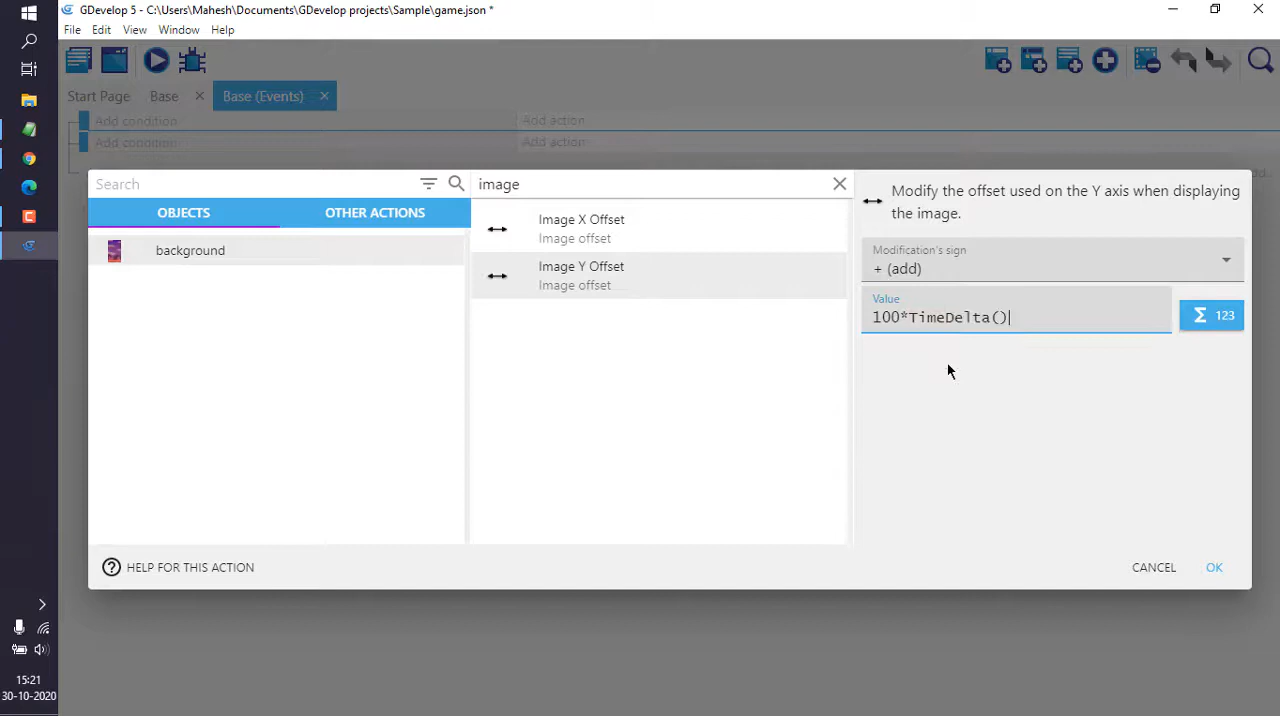 GDevelop 5 - C:\Users\Mahesh\Documents\GDevelop projects\Sample\game.json *
File Edit View Window Help
Start Page Base Base (Events)
Add condition Add action
Add condition Add action
Add...
Search
image
OBJECTS OTHER ACTIONS
background
Image X Offset
Image offset
Image Y Offset
Image offset
Modify the offset used on the Y axis when displaying
the image.
Modification's sign
+ (add)
Value
100*TimeDelta()
Σ 123
? HELP FOR THIS ACTION
CANCEL OK
15:21
30-10-2020